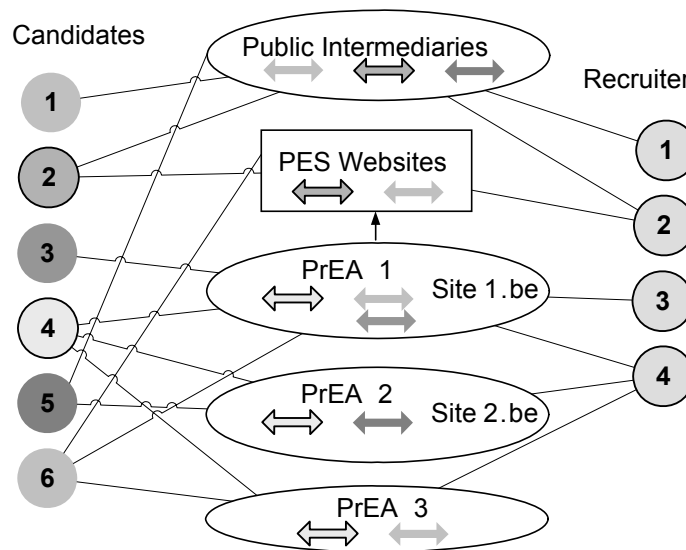 Candidates
Public Intermediaries
Recruiter
1
2
3
4
5
6
PES Websites
PrEA 1
Site 1.be
PrEA 2
Site 2.be
PrEA 3
1
2
3
4